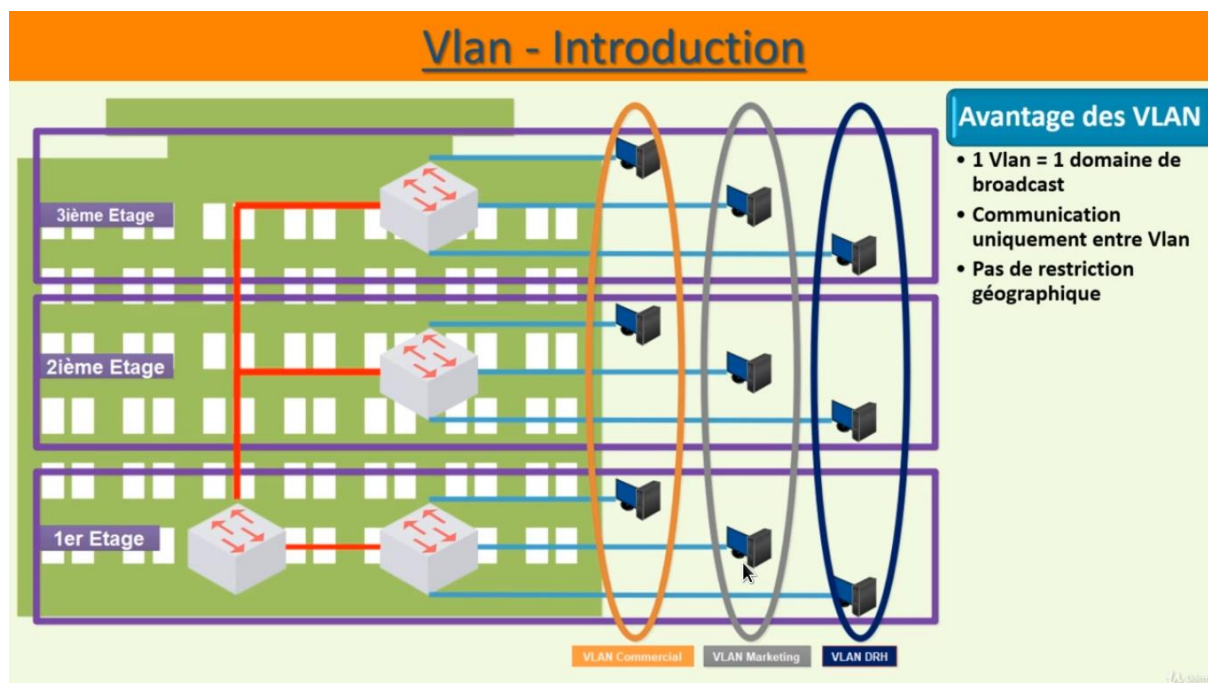 Vlan - Introduction
Avantage des VLAN
• 1 Vlan = 1 domaine de
broadcast
• Communication
uniquement entre Vlan
• Pas de restriction
géographique
3ième Etage
2ième Etage
1er Etage
VLAN Commercial
VLAN Marketing
VLAN DRH